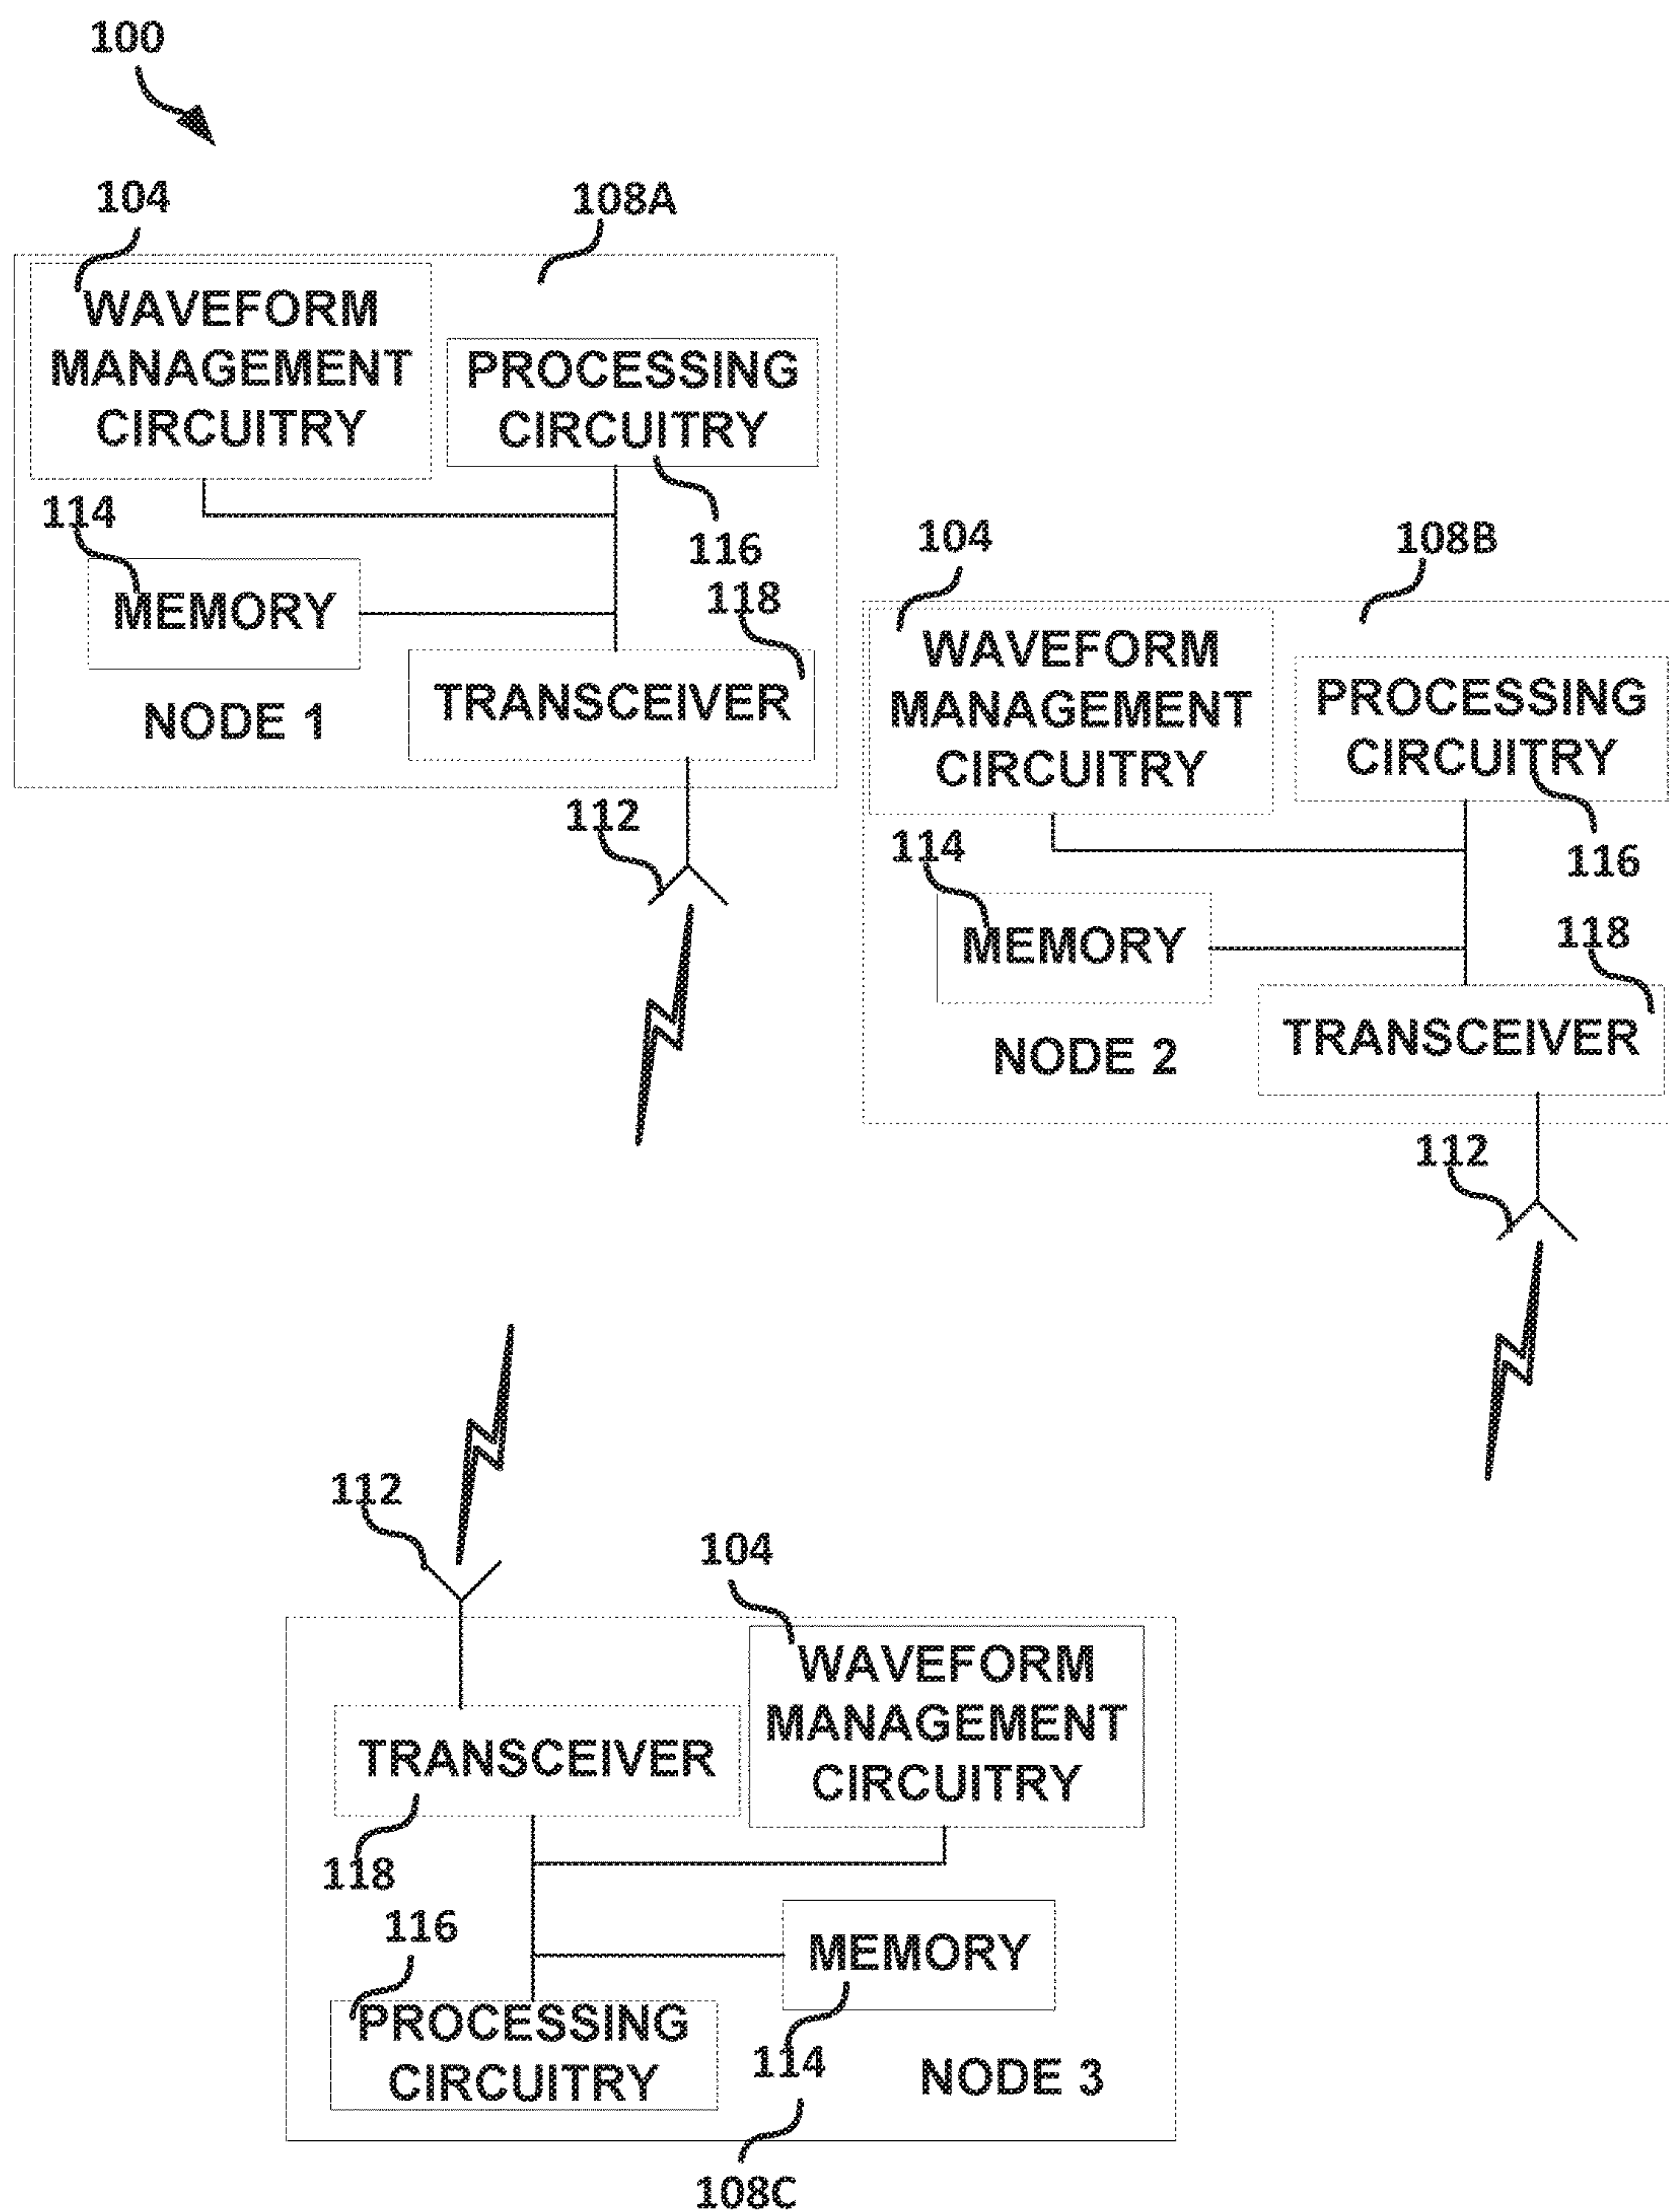 100
104
108A
WAVEFORM
MANAGEMENT
CIRCUITRY
PROCESSING
CIRCUITRY
114
116
MEMORY
118
TRANSCEIVER
NODE 1
112
104
108B
WAVEFORM
MANAGEMENT
CIRCUITRY
PROCESSING
CIRCUITRY
114
116
MEMORY
118
TRANSCEIVER
NODE 2
112
112
104
WAVEFORM
MANAGEMENT
CIRCUITRY
TRANSCEIVER
118
116
MEMORY
PROCESSING
CIRCUITRY
114
NODE 3
108C